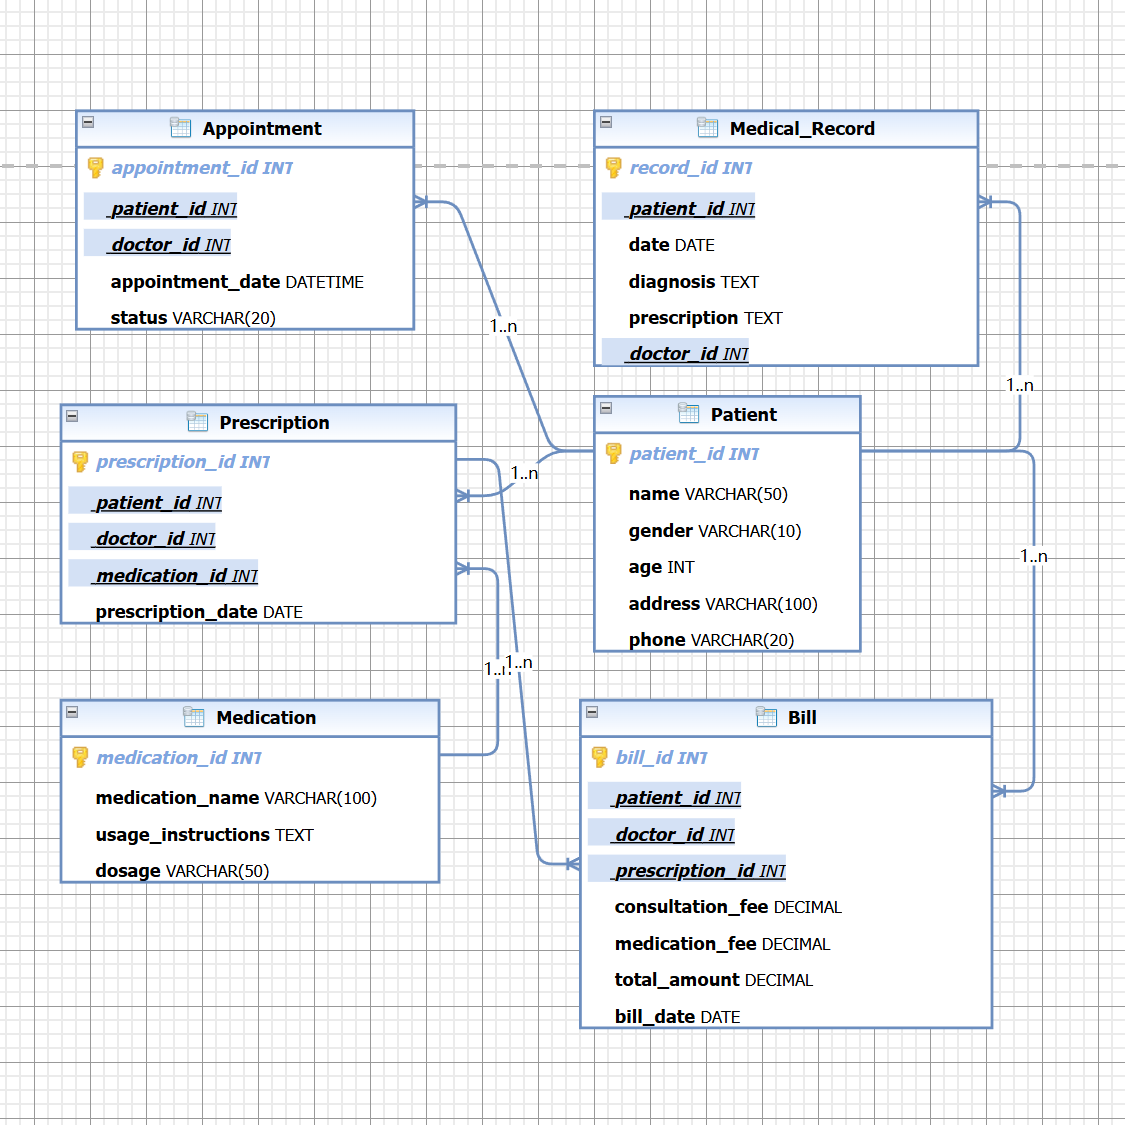 Appointment
appointment_id INT
patient_id INT
doctor_id INT
appointment_date DATETIME
status VARCHAR(20)
Medical_Record
record_id INT
patient_id INT
date DATE
diagnosis TEXT
prescription TEXT
doctor_id INT
1..n
1..n
Prescription
prescription_id INT
patient_id INT
doctor_id INT
medication_id INT
prescription_date DATE
1..n
Patient
patient_id INT
name VARCHAR(50)
gender VARCHAR(10)
age INT
address VARCHAR(100)
phone VARCHAR(20)
1..n
1..n
1..n
Medication
medication_id INT
medication_name VARCHAR(100)
usage_instructions TEXT
dosage VARCHAR(50)
Bill
bill_id INT
patient_id INT
doctor_id INT
prescription_id INT
consultation_fee DECIMAL
medication_fee DECIMAL
total_amount DECIMAL
bill_date DATE